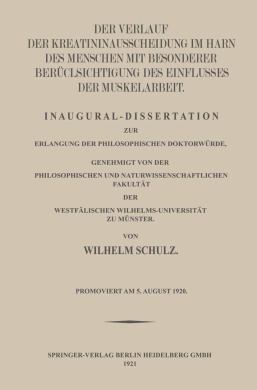 DER VERLAUF
DER KREATININAUSSCHEIDUNG IM HARN
DES MENSCHEN MIT BESONDERER
BERÜCLSICHTIGUNG DES EINFLUSSES
DER MUSKELARBEIT.
INAUGURAL-DISSERTATION
ZUR
ERLANGUNG DER PHILOSOPHISCHEN DOKTORWÜRDE,
GENEHMIGT VON DER
PHILOSOPHISCHEN UND NATURWISSENSCHAFTLICHEN
FAKULTÄT
DER
WESTFÄLISCHEN WILHELMS-UNIVERSITÄT
ZU MÜNSTER.
VON
WILHELM SCHULZ.
PROMOVIERT AM 5. AUGUST 1920.
SPRINGER-VERLAG BERLIN HEIDELBERG GMBH
1921